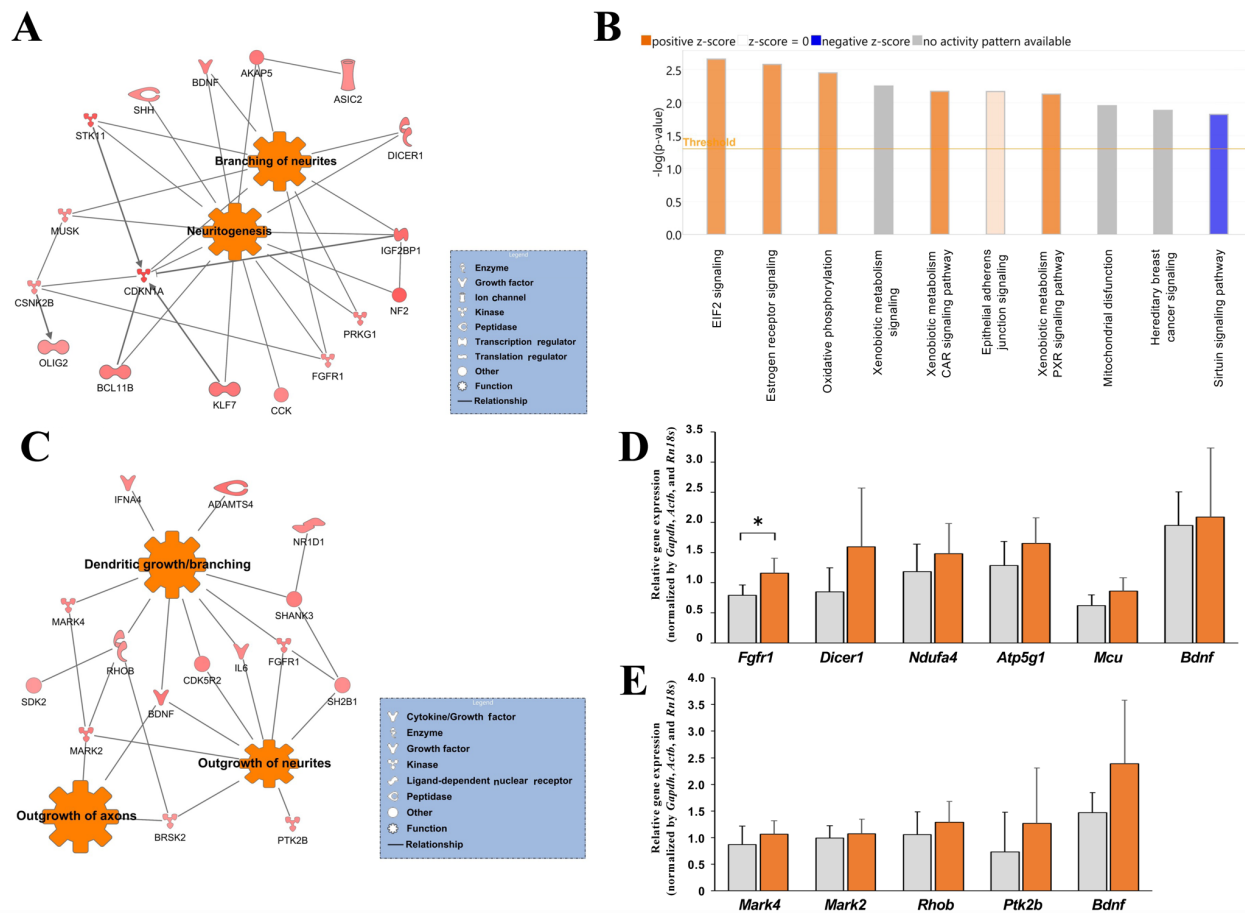 A
AKAP5
BDNF
ASIC2
SHH
STK11
DICER1
Branching of neurites
MUSK
Neuritogenesis
IGF2BP1
CDKN1A
CSNK2B
NF2
PRKG1
OLIG2
FGFR1
BCL11B
KLF7
CCK
Legend
Enzyme
Growth factor
Ion channel
Kinase
Peptidase
Transcription regulator
Translation regulator
Other
Function
Relationship
B
positive z-score z-score = 0 negative z-score no activity pattern available
-log(p-value)
2.5
2.0
1.5
1.0
0.5
0.0
Threshold
EIF2 signaling
Estrogen receptor signaling
Oxidative phosphorylation
Xenobiotic metabolism
signaling
Xenobiotic metabolism
CAR signaling pathway
Epithelial adherens
junction signaling
Xenobiotic metabolism
PXR signaling pathway
Mitochondrial disfunction
Hereditary breast
cancer signaling
Sirtuin signaling pathway
C
IFNA4
ADAMTS4
NR1D1
Dendritic growth/branching
MARK4
SHANK3
RHOB
IL6
FGFR1
CDK5R2
SDK2
BDNF
SH2B1
MARK2
Outgrowth of neurites
Outgrowth of axons
BRSK2
PTK2B
Legend
Cytokine/Growth factor
Enzyme
Growth factor
Kinase
Ligand-dependent nuclear receptor
Peptidase
Other
Function
Relationship
D
Relative gene expression
(normalized by Gapdh, Actb, and Rn18s)
3.5
3.0
2.5
2.0
1.5
1.0
0.5
0
*
Fgfr1 Dicer1 Ndufa4 Atp5g1 Mcu Bdnf
E
Relative gene expression
(normalized by Gapdh, Actb, and Rn18s)
4.0
3.5
3.0
2.5
2.0
1.5
1.0
0.5
0
Mark4 Mark2 Rhob Ptk2b Bdnf